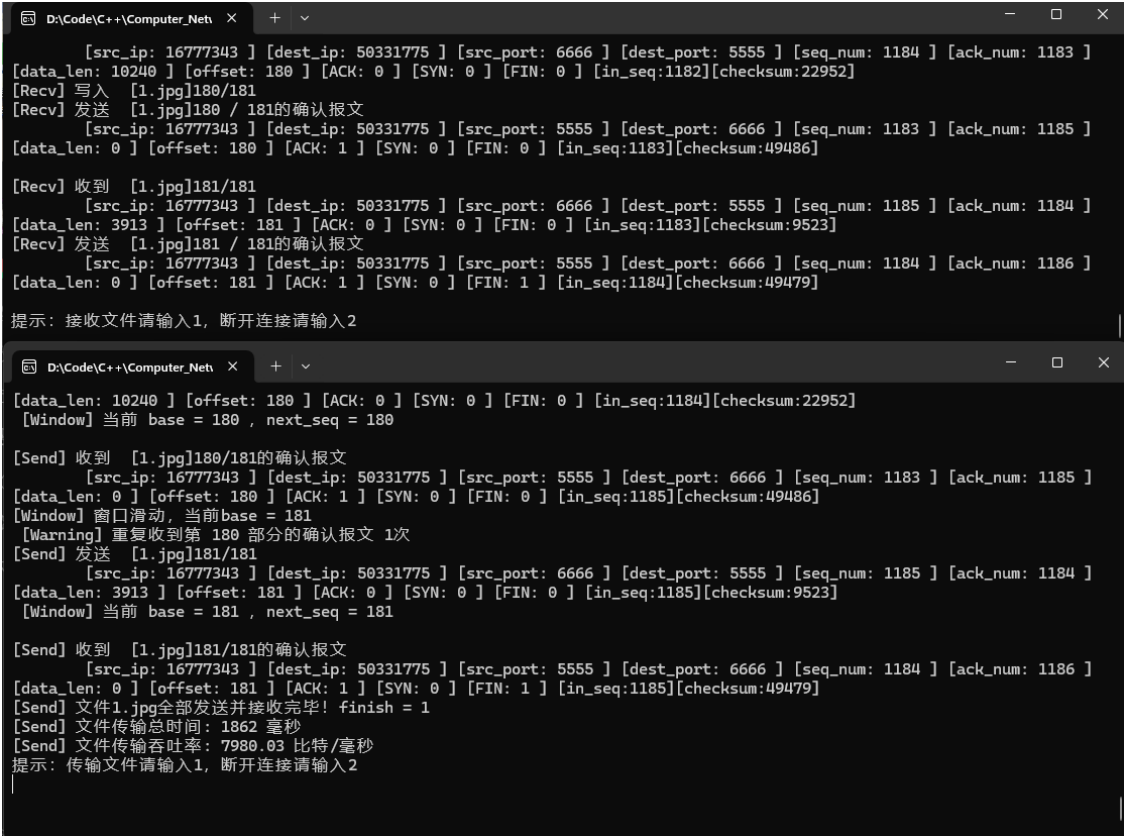 D:\Code\C++\Computer_Netv
[src_ip: 16777343 ] [dest_ip: 50331775 ] [src_port: 6666 ] [dest_port: 5555 ] [seq_num: 1184 ] [ack_num: 1183 ]
[data_len: 10240 ] [offset: 180 ] [ACK: 0 ] [SYN: 0 ] [FIN: 0 ] [in_seq:1182][checksum:22952]
[Recv] 写入 [1.jpg]180/181
[Recv] 发送 [1.jpg]180 / 181的确认报文
[src_ip: 16777343 ] [dest_ip: 50331775 ] [src_port: 5555 ] [dest_port: 6666 ] [seq_num: 1183 ] [ack_num: 1185 ]
[data_len: 0 ] [offset: 180 ] [ACK: 1 ] [SYN: 0 ] [FIN: 0 ] [in_seq:1183][checksum:49486]
[Recv] 收到 [1.jpg]181/181
[src_ip: 16777343 ] [dest_ip: 50331775 ] [src_port: 6666 ] [dest_port: 5555 ] [seq_num: 1185 ] [ack_num: 1184 ]
[data_len: 3913 ] [offset: 181 ] [ACK: 0 ] [SYN: 0 ] [FIN: 0 ] [in_seq:1183][checksum:9523]
[Recv] 发送 [1.jpg]181 / 181的确认报文
[src_ip: 16777343 ] [dest_ip: 50331775 ] [src_port: 5555 ] [dest_port: 6666 ] [seq_num: 1184 ] [ack_num: 1186 ]
[data_len: 0 ] [offset: 181 ] [ACK: 1 ] [SYN: 0 ] [FIN: 1 ] [in_seq:1184][checksum:49479]
提示: 接收文件请输入1, 断开连接请输入2
D:\Code\C++\Computer_Netv
[data_len: 10240 ] [offset: 180 ] [ACK: 0 ] [SYN: 0 ] [FIN: 0 ] [in_seq:1184][checksum:22952]
[Window] 当前 base = 180 , next_seq = 180
[Send] 收到 [1.jpg]180/181的确认报文
[src_ip: 16777343 ] [dest_ip: 50331775 ] [src_port: 5555 ] [dest_port: 6666 ] [seq_num: 1183 ] [ack_num: 1185 ]
[data_len: 0 ] [offset: 180 ] [ACK: 1 ] [SYN: 0 ] [FIN: 0 ] [in_seq:1185][checksum:49486]
[Window] 窗口滑动, 当前base = 181
[Warning] 重复收到第 180 部分的确认报文 1次
[Send] 发送 [1.jpg]181/181
[src_ip: 16777343 ] [dest_ip: 50331775 ] [src_port: 6666 ] [dest_port: 5555 ] [seq_num: 1185 ] [ack_num: 1184 ]
[data_len: 3913 ] [offset: 181 ] [ACK: 0 ] [SYN: 0 ] [FIN: 0 ] [in_seq:1185][checksum:9523]
[Window] 当前 base = 181 , next_seq = 181
[Send] 收到 [1.jpg]181/181的确认报文
[src_ip: 16777343 ] [dest_ip: 50331775 ] [src_port: 5555 ] [dest_port: 6666 ] [seq_num: 1184 ] [ack_num: 1186 ]
[data_len: 0 ] [offset: 181 ] [ACK: 1 ] [SYN: 0 ] [FIN: 1 ] [in_seq:1185][checksum:49479]
[Send] 文件1.jpg全部发送并接收完毕! finish = 1
[Send] 文件传输总时间: 1862 毫秒
[Send] 文件传输吞吐率: 7980.03 比特/毫秒
提示: 传输文件请输入1, 断开连接请输入2